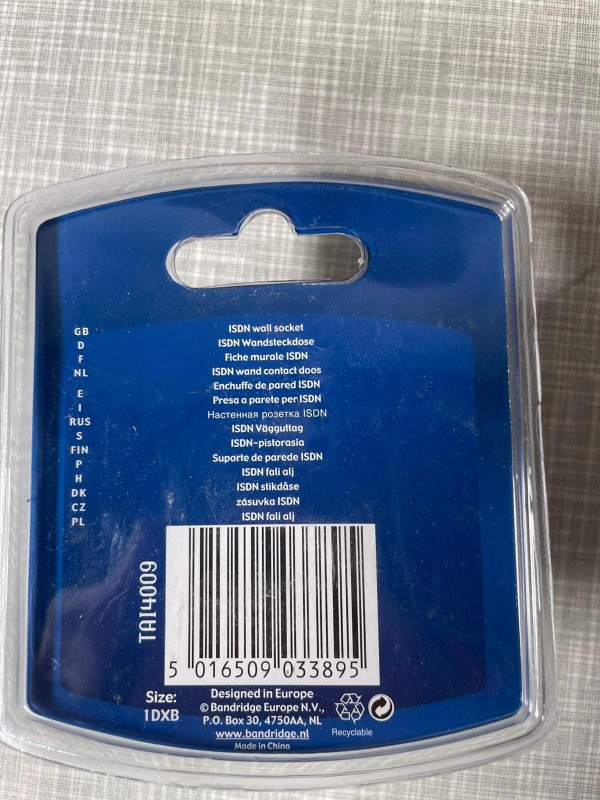 GB ISDN wall socket
D ISDN Wandsteckdose
F Fiche murale ISDN
NL ISDN wand contact doos
E Enchuffe de pared ISDN
I Presa a parete per ISDN
RUS Настенная розетка ISDN
S ISDN Vägguttag
FIN ISDN-pistorasia
P Suporte de parede ISDN
H ISDN fali alj
DK ISDN stikdåse
CZ zásuvka ISDN
PL ISDN fali alj
TAI4009
5 016509 033895
Size:
1DXB
Designed in Europe
© Bandridge Europe N.V.,
P.O. Box 30, 4750AA, NL
www.bandridge.nl
Made in China
Recyclable